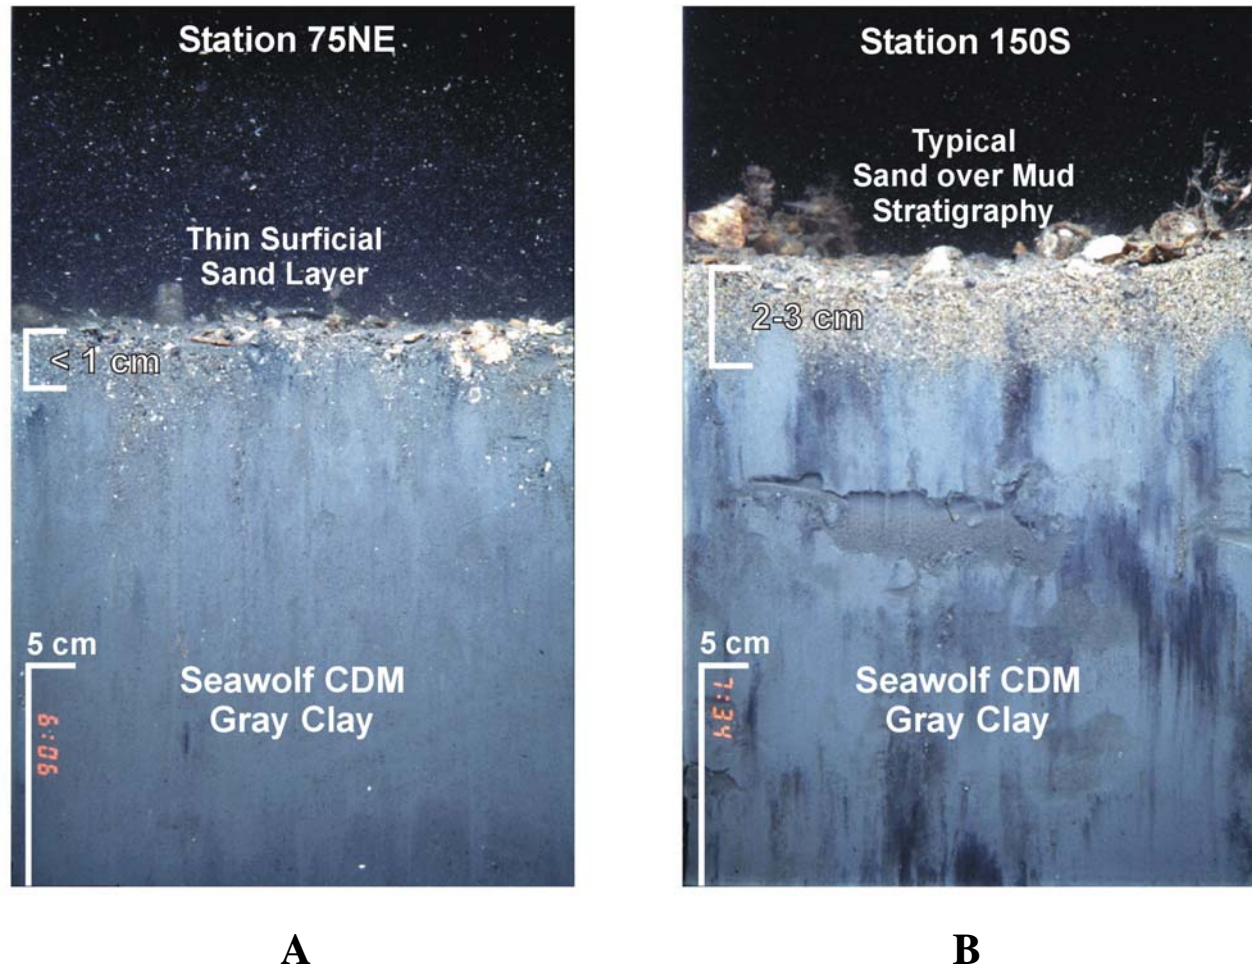 Station 75NE
Thin Surficial
Sand Layer
< 1 cm
5 cm
9:06
Seawolf CDM
Gray Clay
A
Station 150S
Typical
Sand over Mud
Stratigraphy
2-3 cm
5 cm
7:34
Seawolf CDM
Gray Clay
B